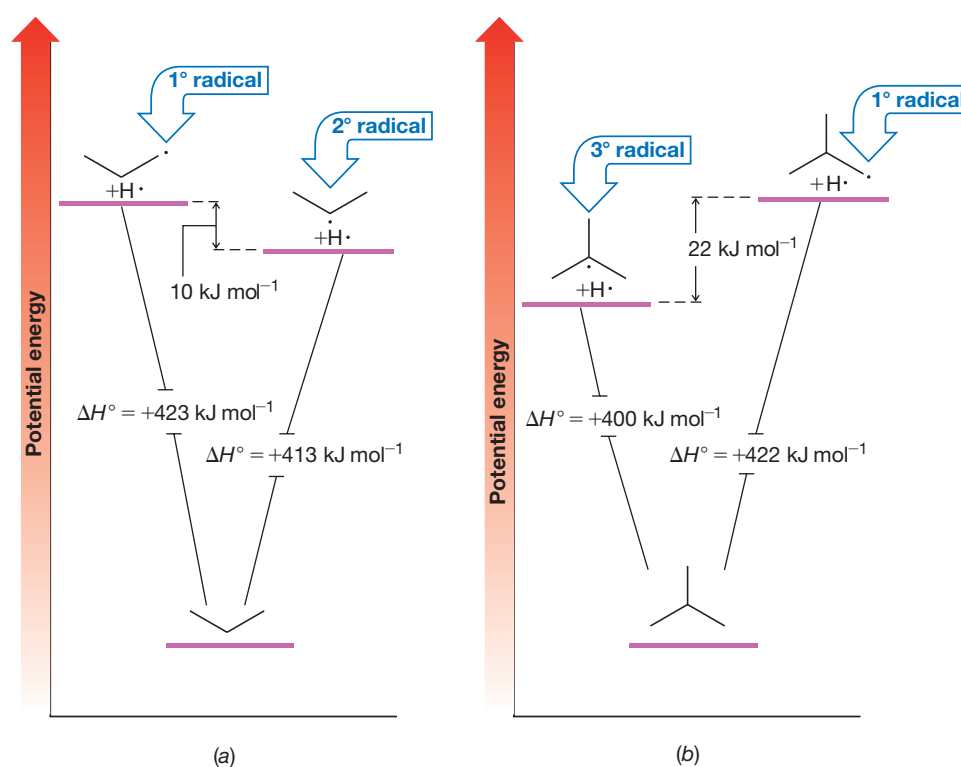 Potential energy
1° radical
2° radical
+H·
+H·
10 kJ mol⁻¹
ΔH° = +423 kJ mol⁻¹
ΔH° = +413 kJ mol⁻¹
(a)
Potential energy
3° radical
1° radical
+H·
+H·
22 kJ mol⁻¹
ΔH° = +400 kJ mol⁻¹
ΔH° = +422 kJ mol⁻¹
(b)